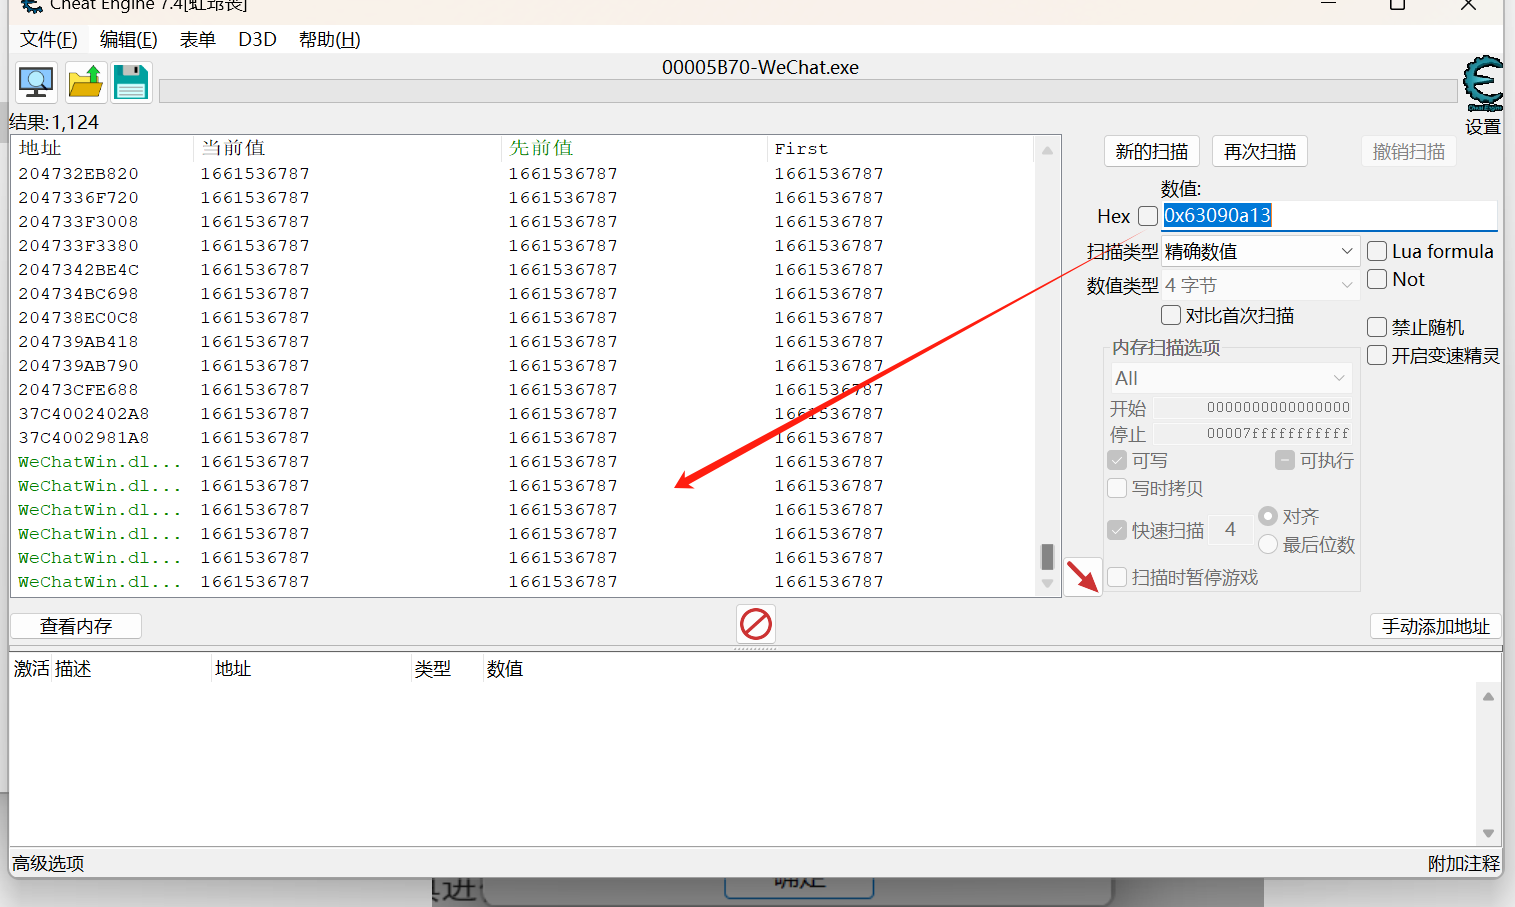 Cheat Engine 7.4
文件(F) 编辑(E) 表单 D3D 帮助(H)
00005B70-WeChat.exe
结果:1,124
设置
地址 当前值 先前值 First
204732EB820 1661536787 1661536787 1661536787
2047336F720 1661536787 1661536787 1661536787
204733F3008 1661536787 1661536787 1661536787
204733F3380 1661536787 1661536787 1661536787
2047342BE4C 1661536787 1661536787 1661536787
204734BC698 1661536787 1661536787 1661536787
204738EC0C8 1661536787 1661536787 1661536787
204739AB418 1661536787 1661536787 1661536787
204739AB790 1661536787 1661536787 1661536787
20473CFE688 1661536787 1661536787 1661536787
37C4002402A8 1661536787 1661536787 1661536787
37C4002981A8 1661536787 1661536787 1661536787
WeChatWin.dl... 1661536787 1661536787 1661536787
WeChatWin.dl... 1661536787 1661536787 1661536787
WeChatWin.dl... 1661536787 1661536787 1661536787
WeChatWin.dl... 1661536787 1661536787 1661536787
WeChatWin.dl... 1661536787 1661536787 1661536787
WeChatWin.dl... 1661536787 1661536787 1661536787
新的扫描 再次扫描 撤销扫描
数值:
Hex 0x63090a13
扫描类型 精确数值 Lua formula
数值类型 4 字节 Not
对比首次扫描
禁止随机
内存扫描选项
开启变速精灵
All
开始 0000000000000000
停止 00007fffffffffff
可写 可执行
写时拷贝
快速扫描 4 对齐
最后位数
扫描时暂停游戏
查看内存 手动添加地址
激活 描述 地址 类型 数值
高级选项 附加注释
进
确定